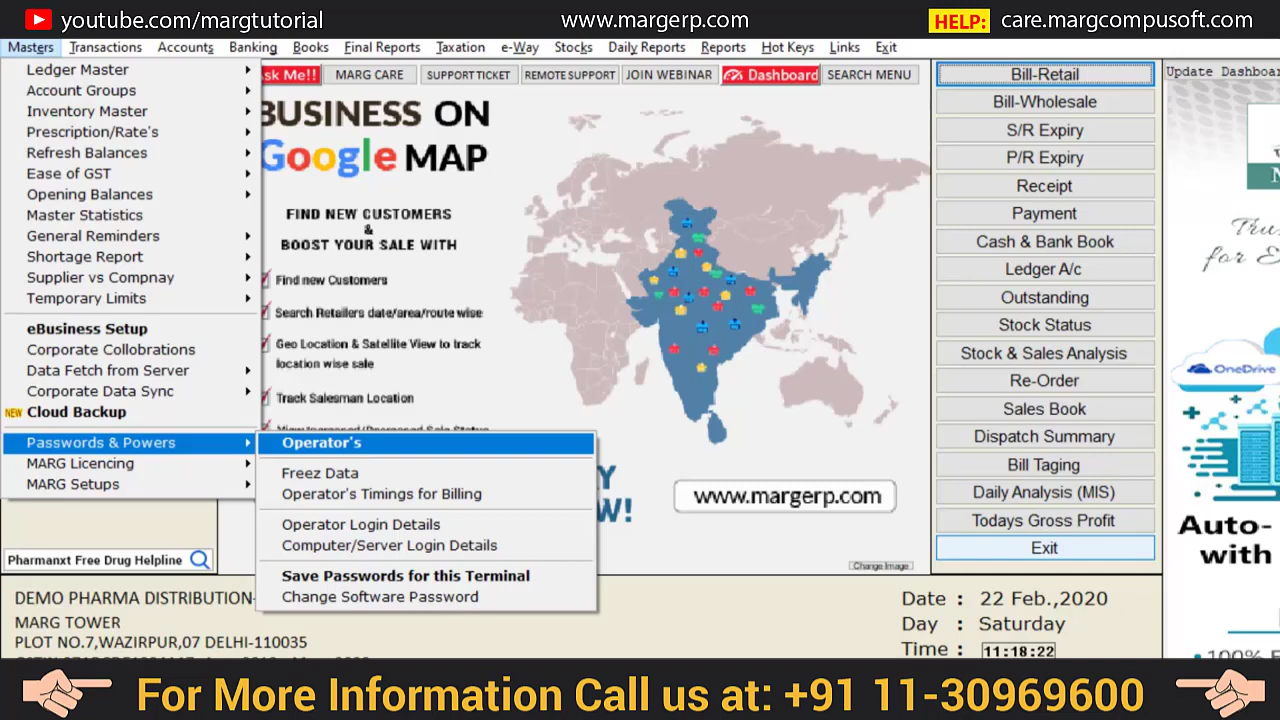 youtube.com/margtutorial
www.margerp.com
HELP: care.margcompusoft.com
Masters Transactions Accounts Banking Books Final Reports Taxation e-Way Stocks Daily Reports Reports Hot Keys Links Exit
Ledger Master
Account Groups
Inventory Master
Prescription/Rate's
Refresh Balances
Ease of GST
Opening Balances
Master Statistics
General Reminders
Shortage Report
Supplier vs Compnay
Temporary Limits
eBusiness Setup
Corporate Collobrations
Data Fetch from Server
Corporate Data Sync
NEW Cloud Backup
Passwords & Powers
MARG Licencing
MARG Setups
Operator's
Freez Data
Operator's Timings for Billing
Operator Login Details
Computer/Server Login Details
Save Passwords for this Terminal
Change Software Password
Me!! MARG CARE SUPPORT TICKET REMOTE SUPPORT JOIN WEBINAR Dashboard SEARCH MENU
BUSINESS ON
Google MAP
FIND NEW CUSTOMERS
&
BOOST YOUR SALE WITH
Find new Customers
Search Retailers date/area/route wise
Geo Location & Satellite View to track
location wise sale
Track Salesman Location
www.margerp.com
Change Image
Bill-Retail
Bill-Wholesale
S/R Expiry
P/R Expiry
Receipt
Payment
Cash & Bank Book
Ledger A/c
Outstanding
Stock Status
Stock & Sales Analysis
Re-Order
Sales Book
Dispatch Summary
Bill Taging
Daily Analysis (MIS)
Todays Gross Profit
Exit
Update Dashboar
for E
OneDrive
Auto-
with
Pharmanxt Free Drug Helpline
DEMO PHARMA DISTRIBUTION-
MARG TOWER
PLOT NO.7,WAZIRPUR,07 DELHI-110035
Date : 22 Feb.,2020
Day : Saturday
Time : 11:18:22
For More Information Call us at: +91 11-30969600